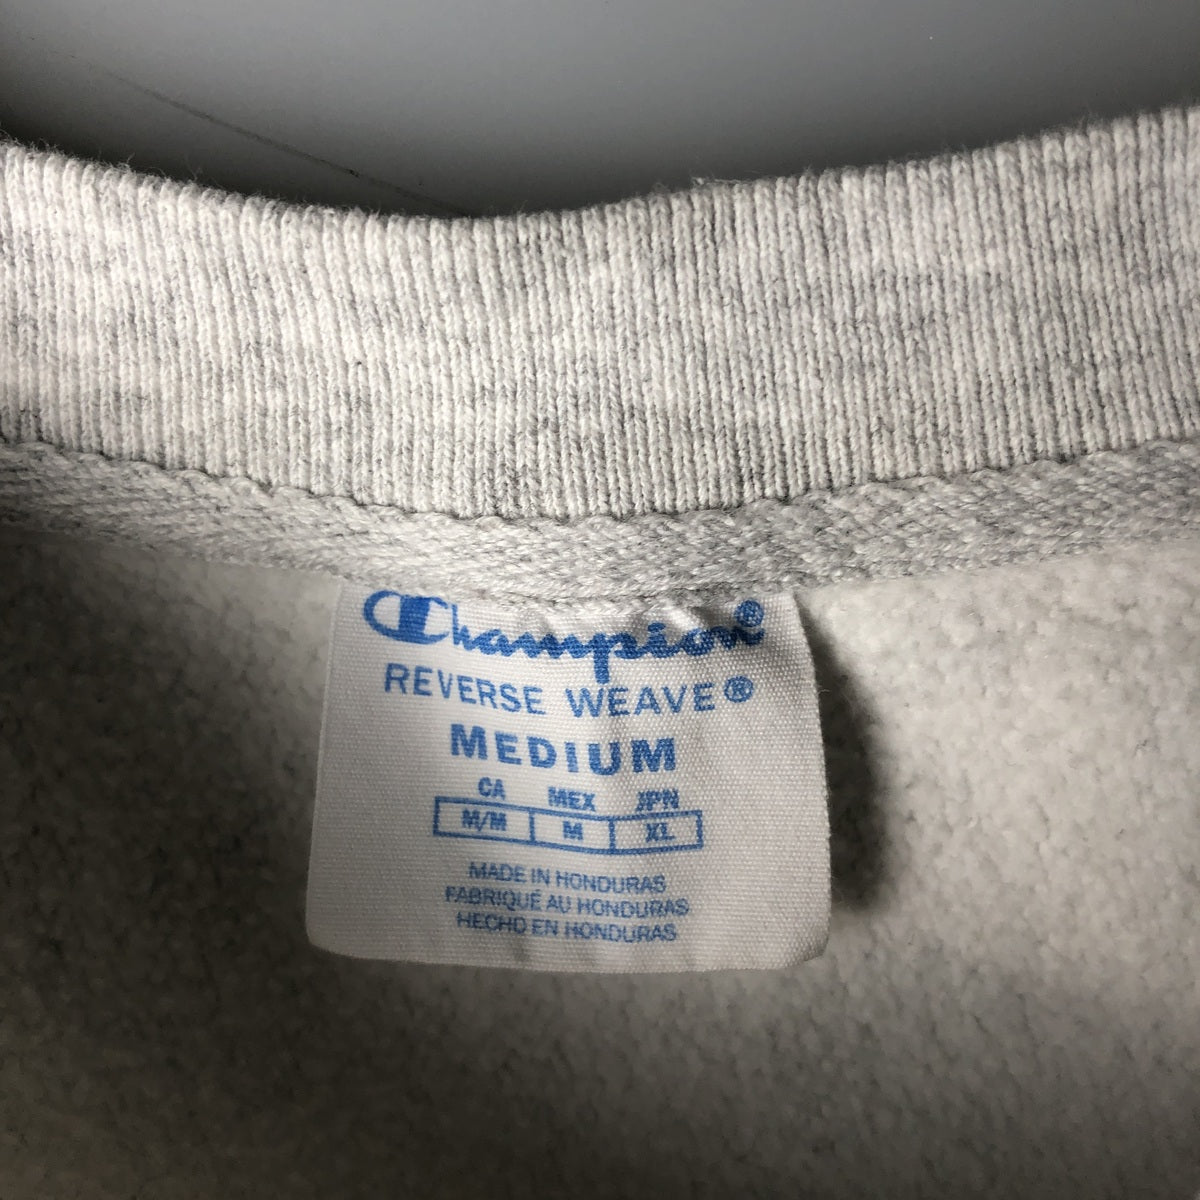 Champion®
REVERSE WEAVE®
MEDIUM
CA MEX JPN
M/M M XL
MADE IN HONDURAS
FABRIQUÉ AU HONDURAS
HECHO EN HONDURAS